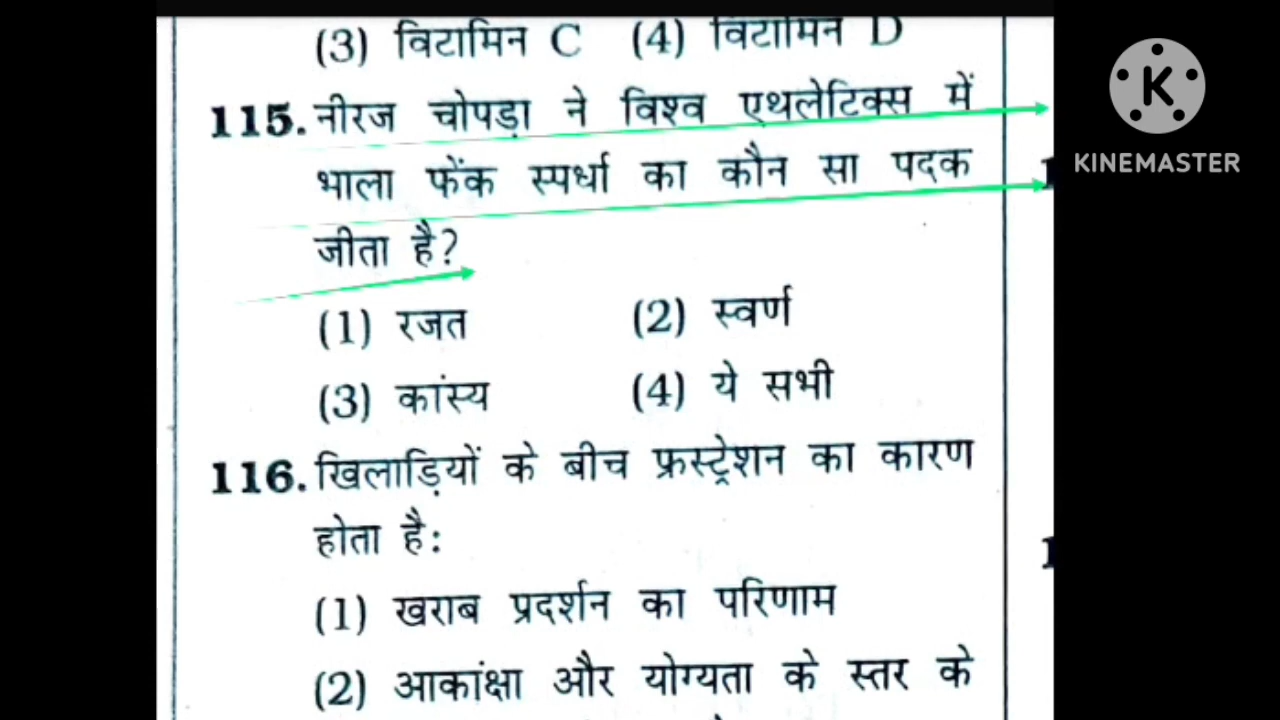 (3) विटामिन C (4) विटामिन D
115. नीरज चोपड़ा ने विश्व एथलेटिक्स में
भाला फेंक स्पर्धा का कौन सा पदक
जीता है?
(1) रजत (2) स्वर्ण
(3) कांस्य (4) ये सभी
116. खिलाड़ियों के बीच फ्रस्ट्रेशन का कारण
होता है:
(1) खराब प्रदर्शन का परिणाम
(2) आकांक्षा और योग्यता के स्तर के
K
KINEMASTER